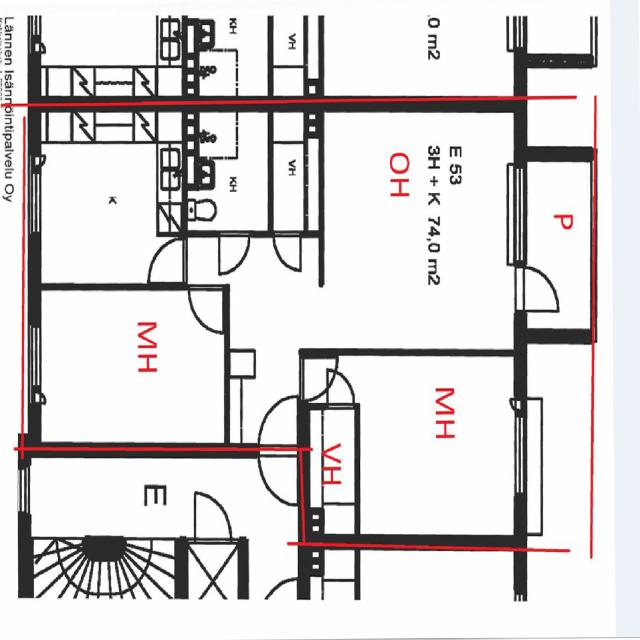 Lännen Isännöintipalvelu Oy
KH
VH
,0 m2
E 53
3H + K 74,0 m2
OH
P
VH
KH
K
MH
MH
VH
E